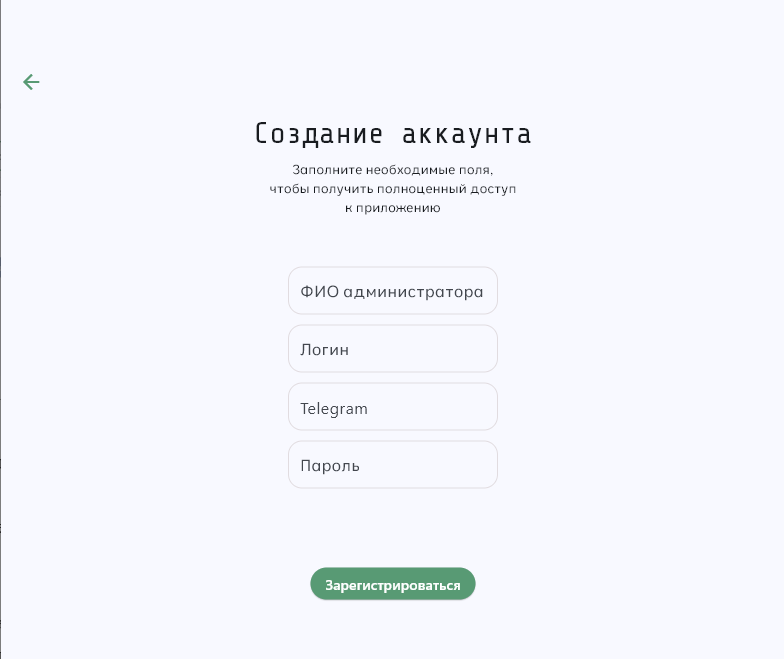 Создание аккаунта
Заполните необходимые поля,
чтобы получить полноценный доступ
к приложению
ФИО администратора
Логин
Telegram
Пароль
Зарегистрироваться